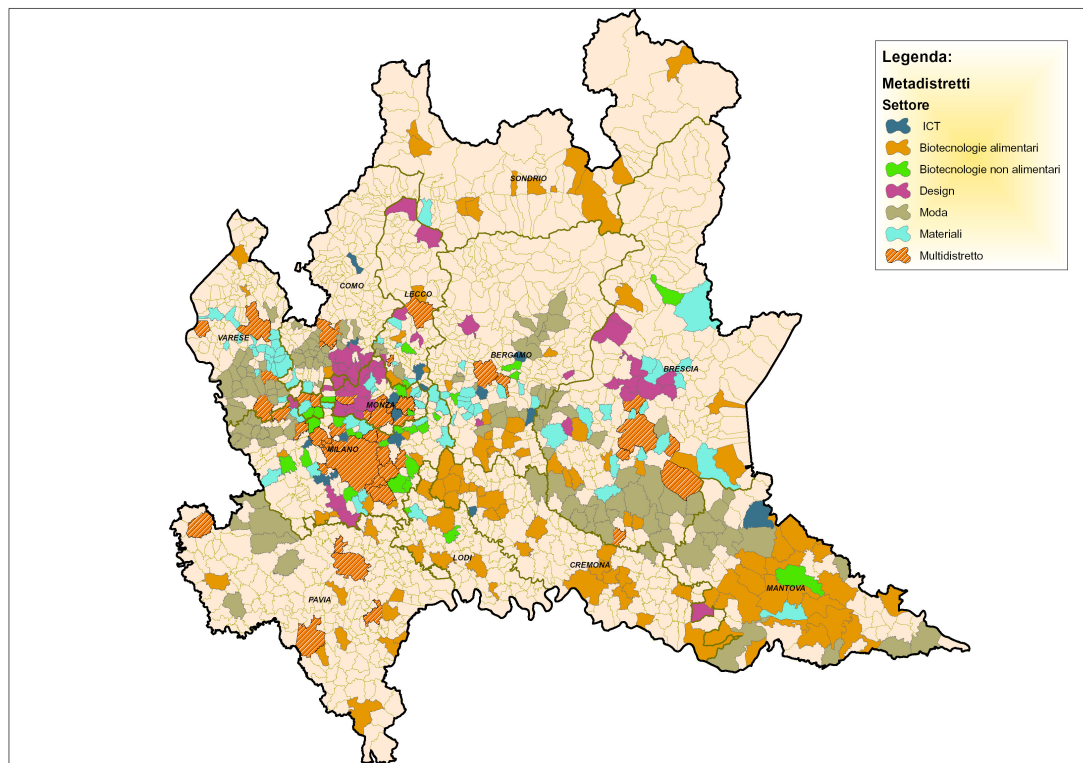 Legenda:
Metadistretti
Settore
ICT
Biotecnologie alimentari
Biotecnologie non alimentari
Design
Moda
Materiali
Multidistretto
SONDRIO
COMO
LECCO
VARESE
BERGAMO
BRESCIA
MONZA
MILANO
LODI
CREMONA
MANTOVA
PAVIA